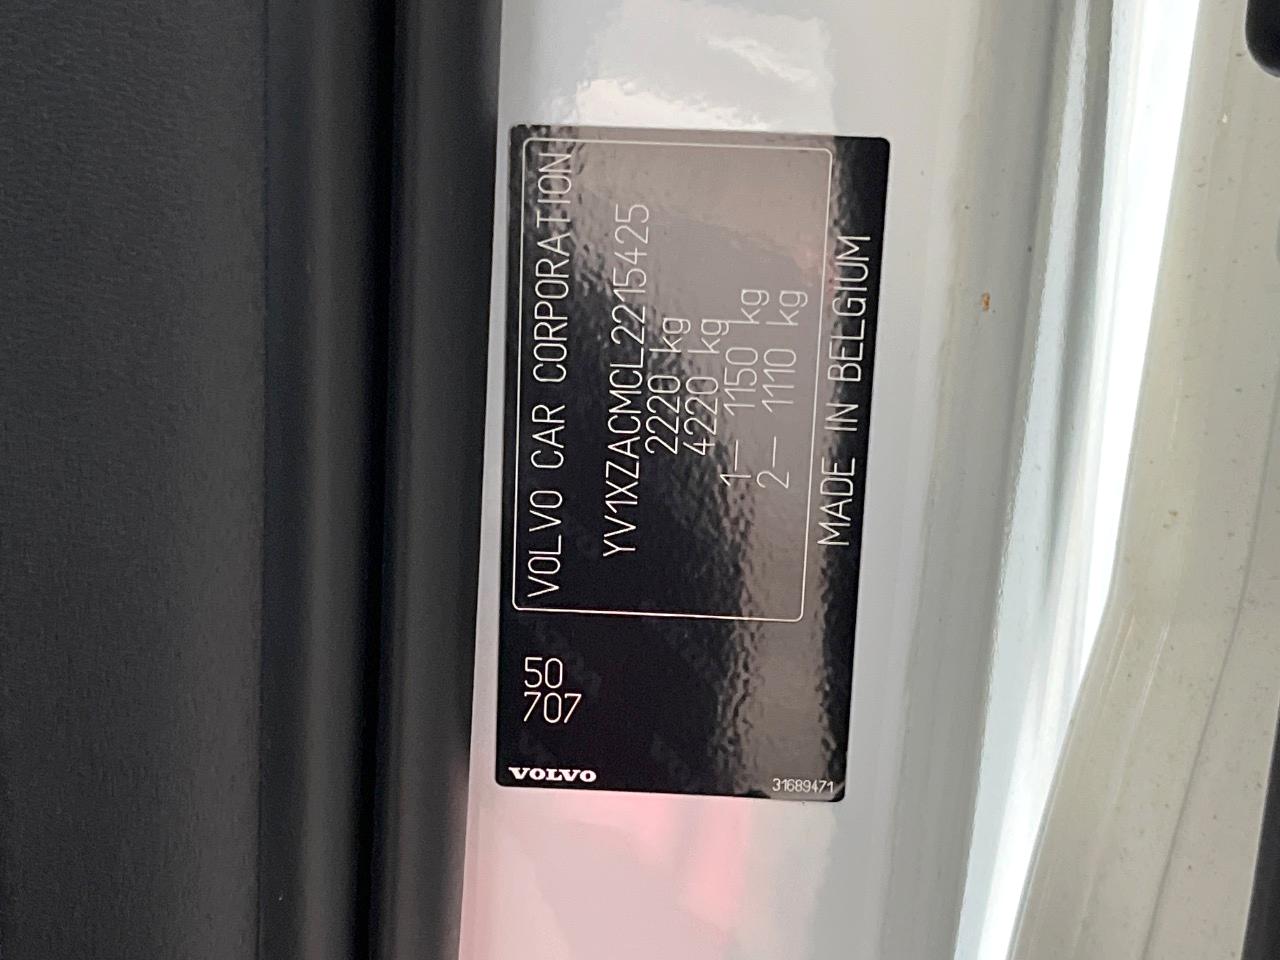 VOLVO CAR CORPORATION
YV1XZACMCL2215425
2220 kg
4220 kg
1— 1150 kg
2— 1110 kg
MADE IN BELGIUM
50
707
VOLVO
31689471